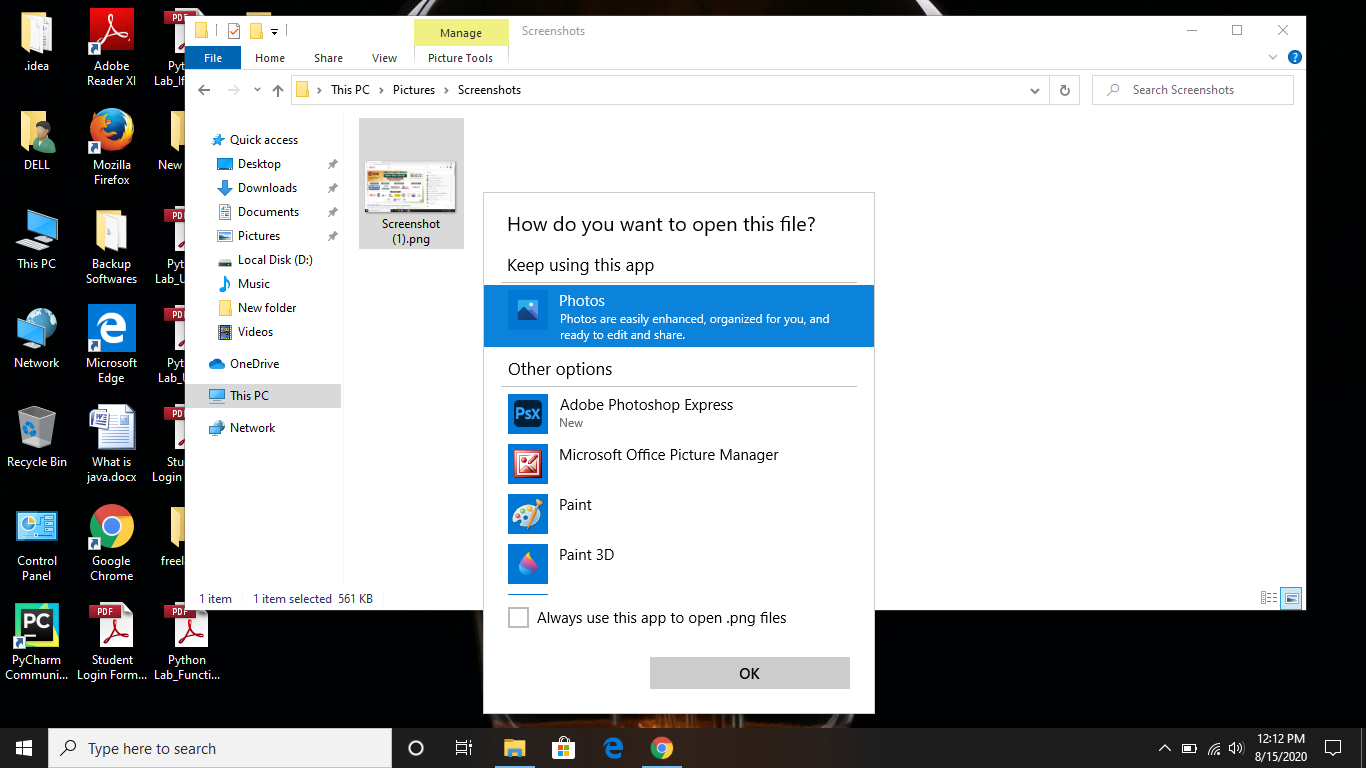 .idea
Adobe
Reader XI
Pyt
Lab_If
DELL
Mozilla
Firefox
New
This PC
Backup
Softwares
Pyt
Lab_U
Network
Microsoft
Edge
Pyt
Lab_U
Recycle Bin
What is
java.docx
Stu
Login
Control
Panel
Google
Chrome
freel
PyCharm
Communi...
Student
Login Form...
Python
Lab_Functi...
Manage
Screenshots
File
Home
Share
View
Picture Tools
This PC
Pictures
Screenshots
Search Screenshots
Quick access
Desktop
Downloads
Documents
Pictures
Local Disk (D:)
Music
New folder
Videos
OneDrive
This PC
Network
Screenshot
(1).png
1 item
1 item selected 561 KB
How do you want to open this file?
Keep using this app
Photos
Photos are easily enhanced, organized for you, and
ready to edit and share.
Other options
Psx
Adobe Photoshop Express
New
Microsoft Office Picture Manager
Paint
Paint 3D
Always use this app to open .png files
OK
Type here to search
12:12 PM
8/15/2020